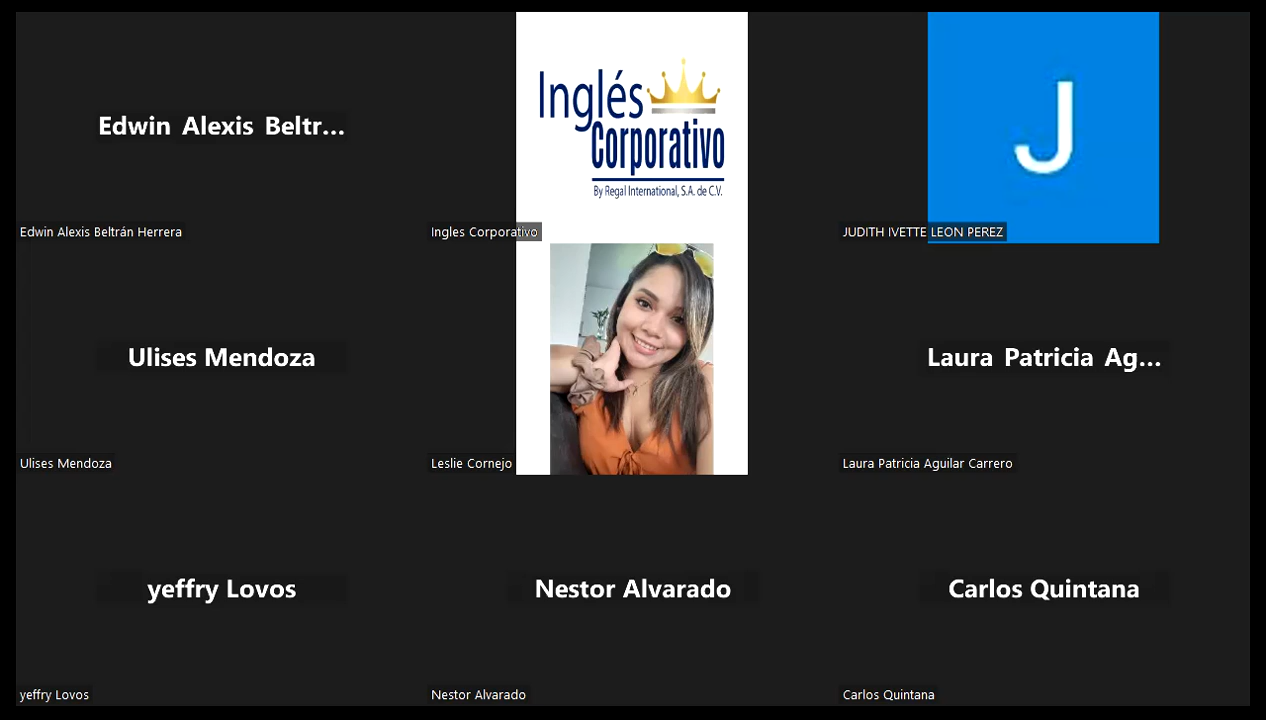 Edwin Alexis Beltr...
Edwin Alexis Beltrán Herrera
Inglés
Corporativo
By Regal International, S.A. de C.V.
Ingles Corporativo
J
JUDITH IVETTE LEON PEREZ
Ulises Mendoza
Ulises Mendoza
Leslie Cornejo
Laura Patricia Ag...
Laura Patricia Aguilar Carrero
yeffry Lovos
yeffry Lovos
Nestor Alvarado
Nestor Alvarado
Carlos Quintana
Carlos Quintana